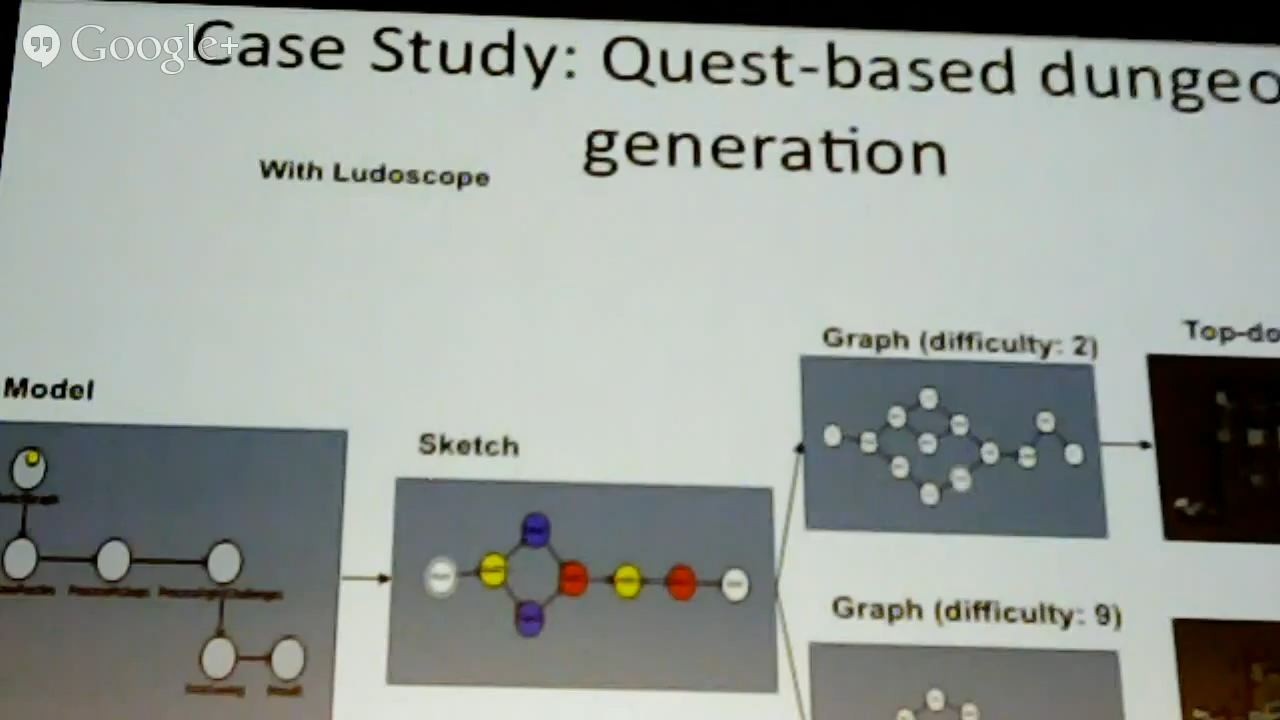 Google+
Case Study: Quest-based dungeo
generation
With Ludoscope
Graph (difficulty: 2)
Top-do
Model
Sketch
Graph (difficulty: 9)